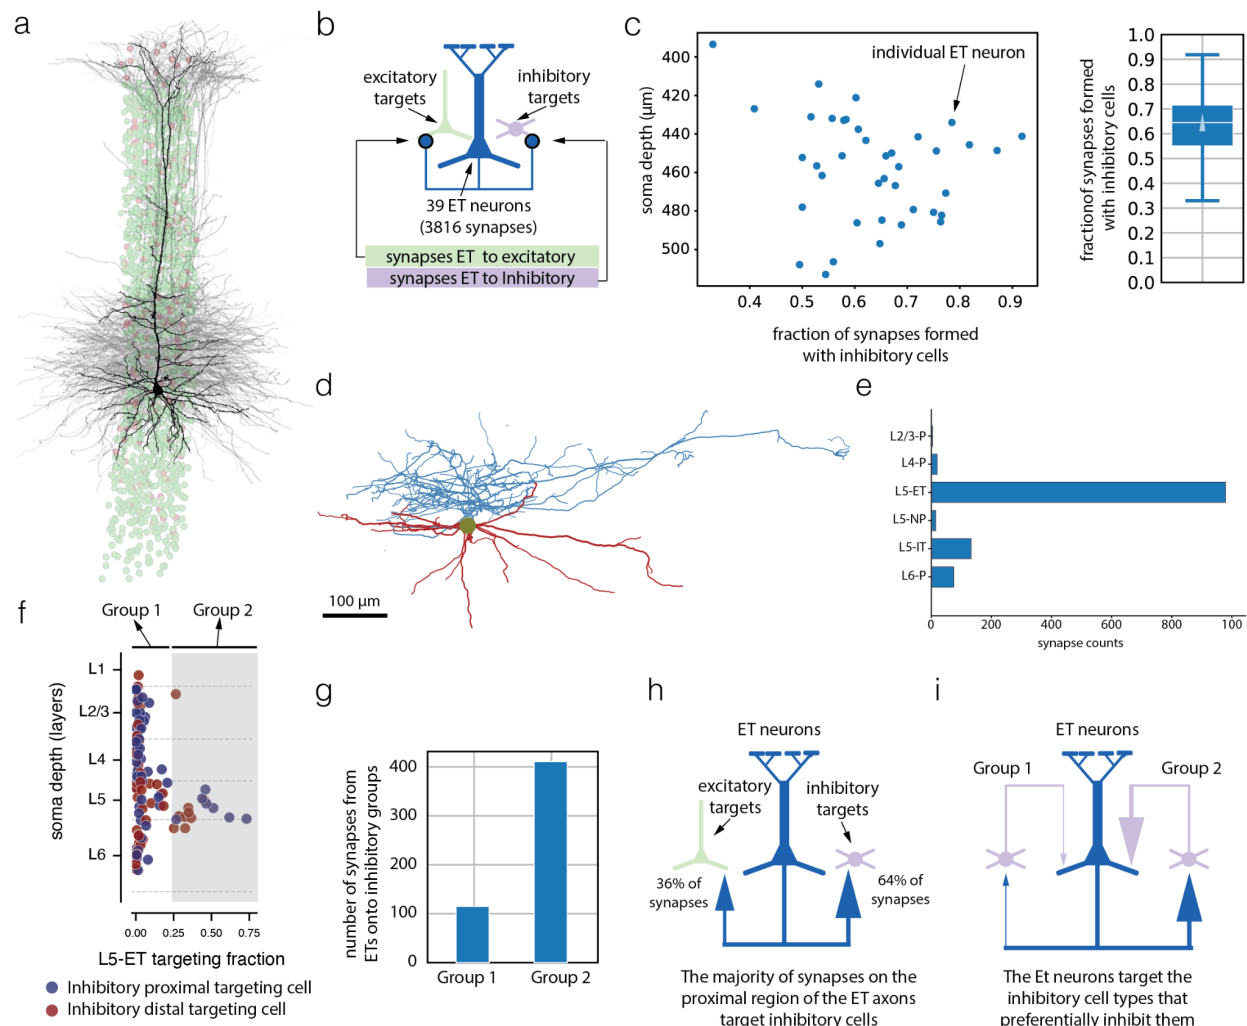 a
b
excitatory
targets
inhibitory
targets
39 ET neurons
(3816 synapses)
synapses ET to excitatory
synapses ET to Inhibitory
c
soma depth (µm)
400
420
440
460
480
500
individual ET neuron
0.4 0.5 0.6 0.7 0.8 0.9
fraction of synapses formed
with inhibitory cells
fractionof synapses formed
with inhibitory cells
1.0
0.9
0.8
0.7
0.6
0.5
0.4
0.3
0.2
0.1
0.0
d
100 µm
e
L2/3-P
L4-P
L5-ET
L5-NP
L5-IT
L6-P
0 200 400 600 800 100
synapse counts
f
Group 1 Group 2
soma depth (layers)
L1
L2/3
L4
L5
L6
0.00 0.25 0.50 0.75
L5-ET targeting fraction
Inhibitory proximal targeting cell
Inhibitory distal targeting cell
g
number of synapses from
ETs onto inhibitory groups
400
300
200
100
0
Group 1 Group 2
h
ET neurons
excitatory
targets
inhibitory
targets
36% of
synapses
64% of
synapses
The majority of synapses on the
proximal region of the ET axons
target inhibitory cells
i
ET neurons
Group 1 Group 2
The Et neurons target the
inhibitory cell types that
preferentially inhibit them